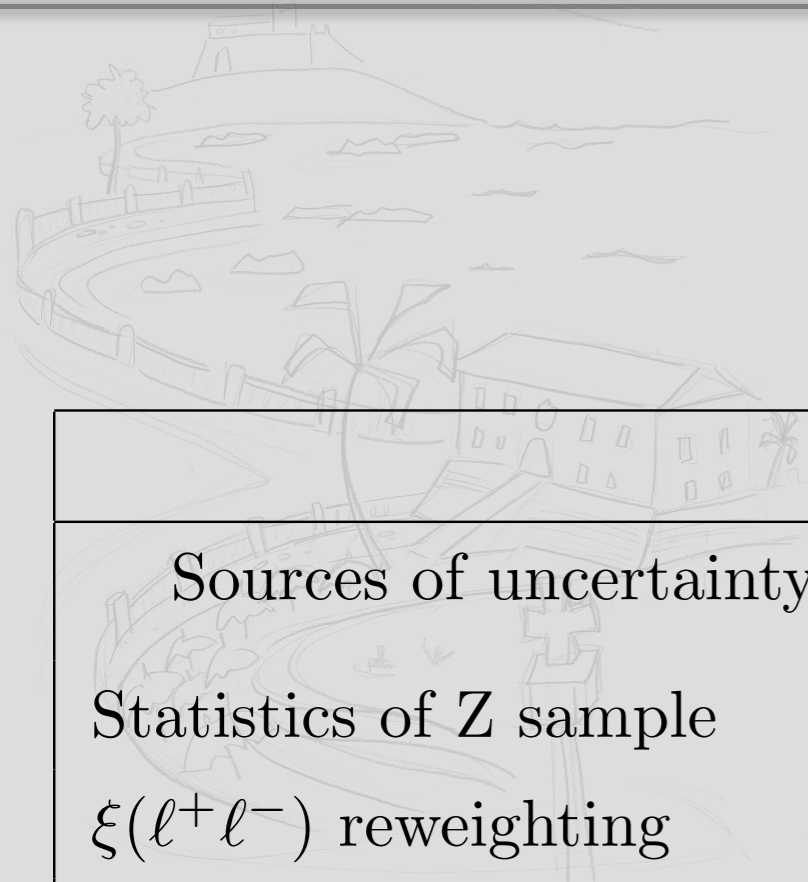 Sources of uncertainty
Statistics of Z sample
ξ(ℓ⁺ℓ⁻) reweighting